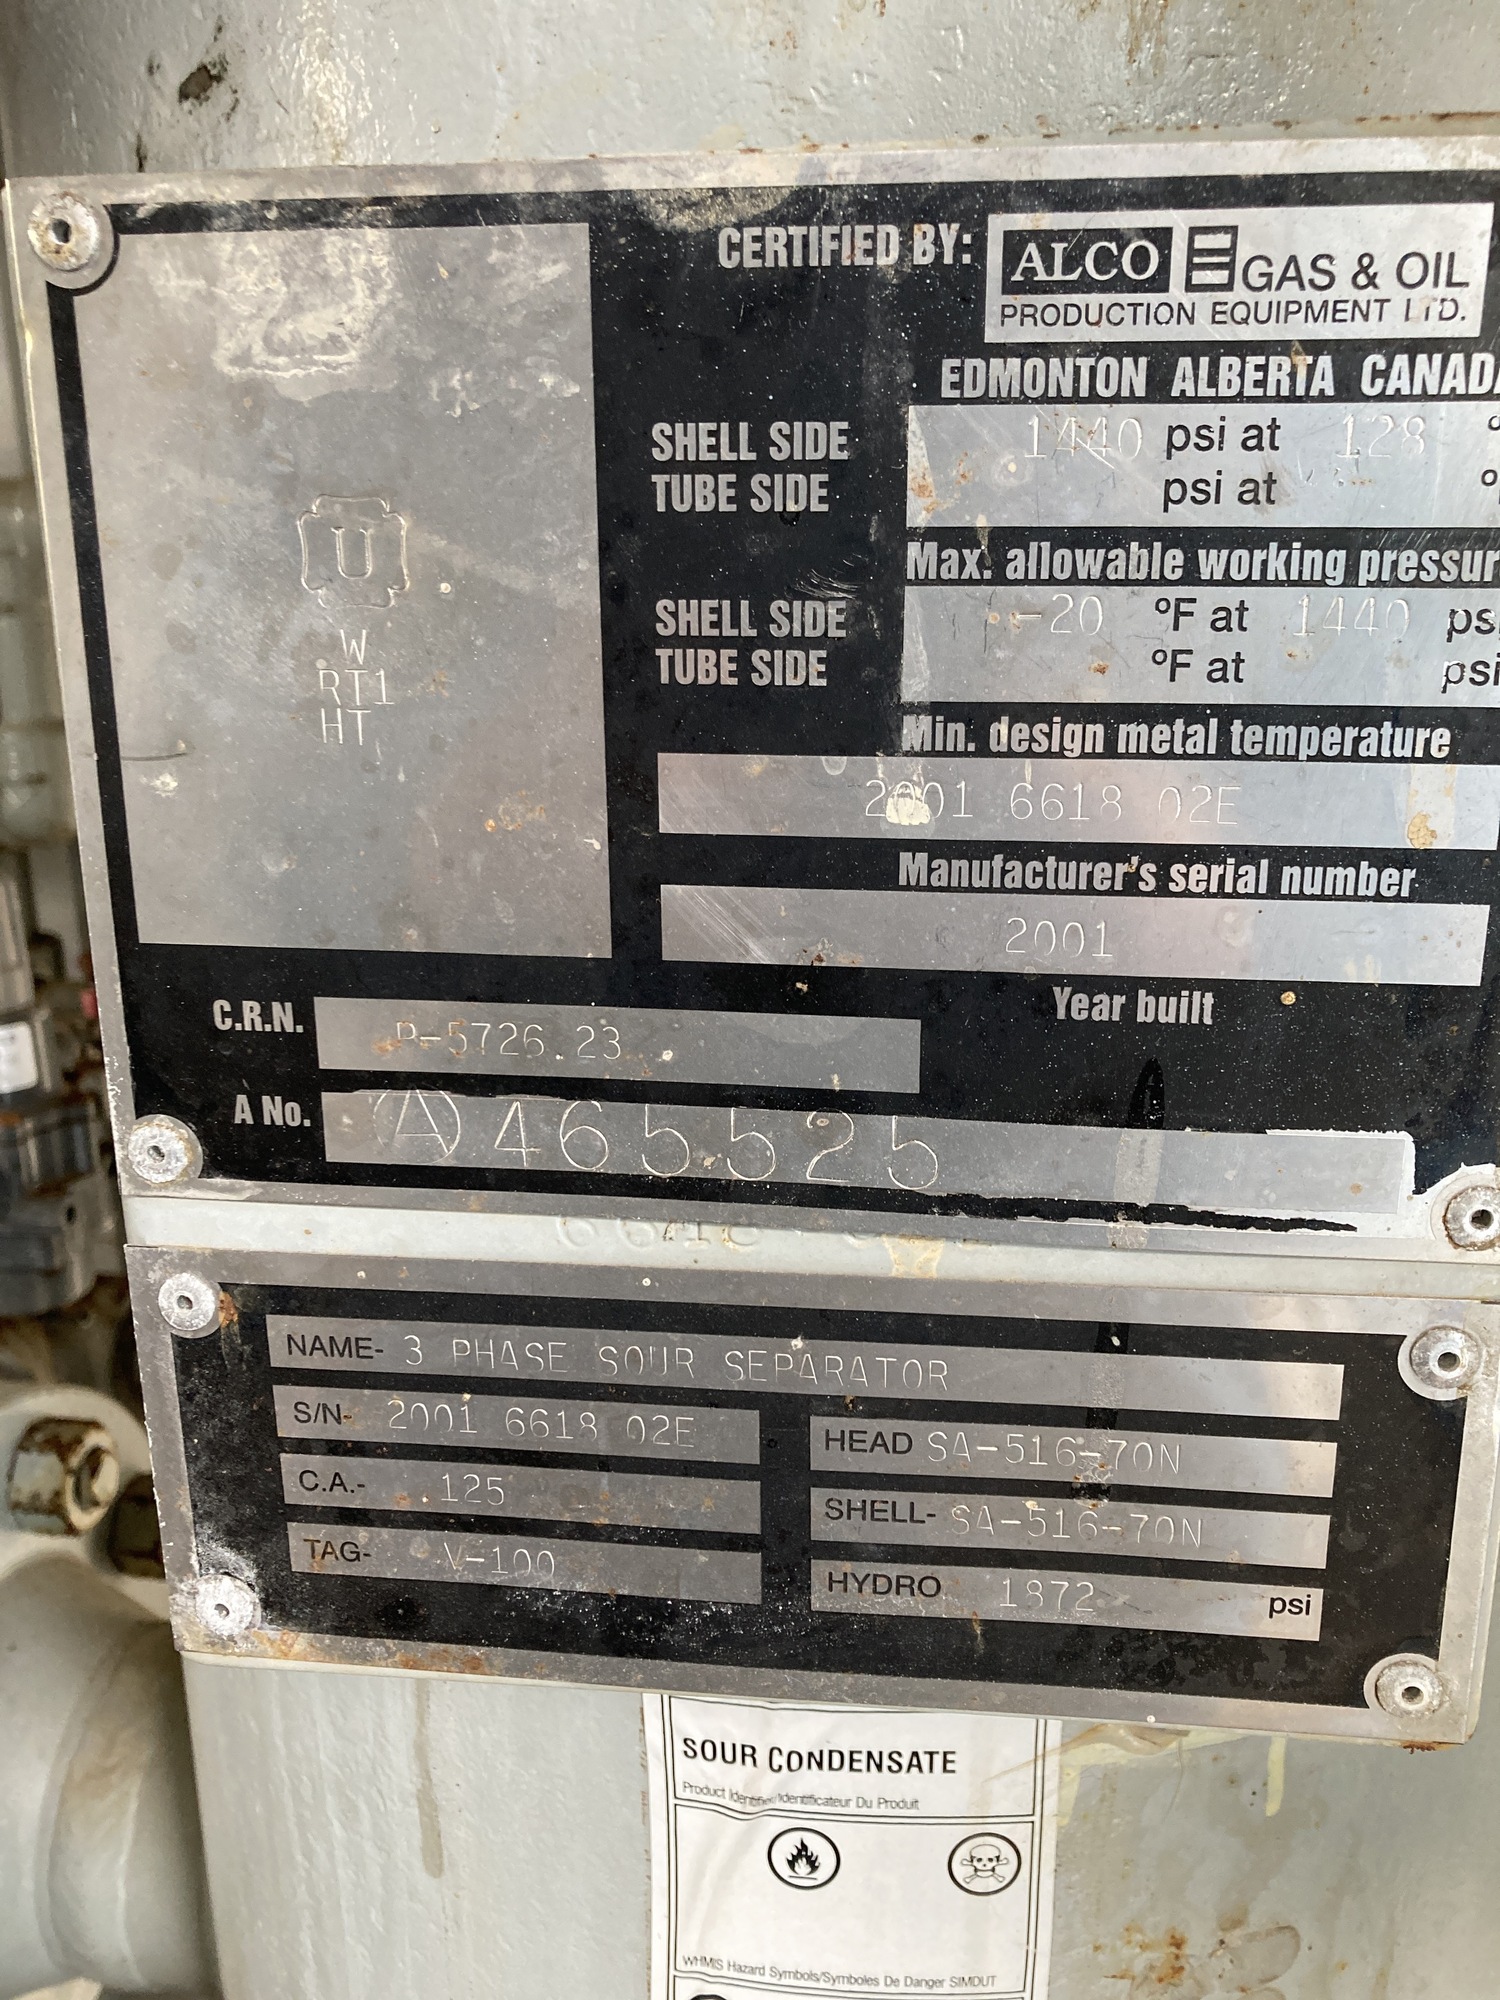 CERTIFIED BY: ALCO GAS & OIL
PRODUCTION EQUIPMENT LTD.
EDMONTON ALBERTA CANADA
SHELL SIDE 1440 psi at 128 °
TUBE SIDE psi at °
Max. allowable working pressur
SHELL SIDE -20 °F at 1440 psi
TUBE SIDE °F at psi
Min. design metal temperature
2001 6618 02E
Manufacturer's serial number
2001
Year built
U
W
RT1
HT
C.R.N. P-5726.23
A No. (A) 465525
NAME- 3 PHASE SOUR SEPARATOR
S/N- 2001 6618 02E
C.A.- .125
TAG- V-100
HEAD SA-516-70N
SHELL- SA-516-70N
HYDRO 1872 psi
SOUR CONDENSATE
Product Identifier/Identificateur Du Produit
WHMIS Hazard Symbols/Symboles De Danger SIMDUT